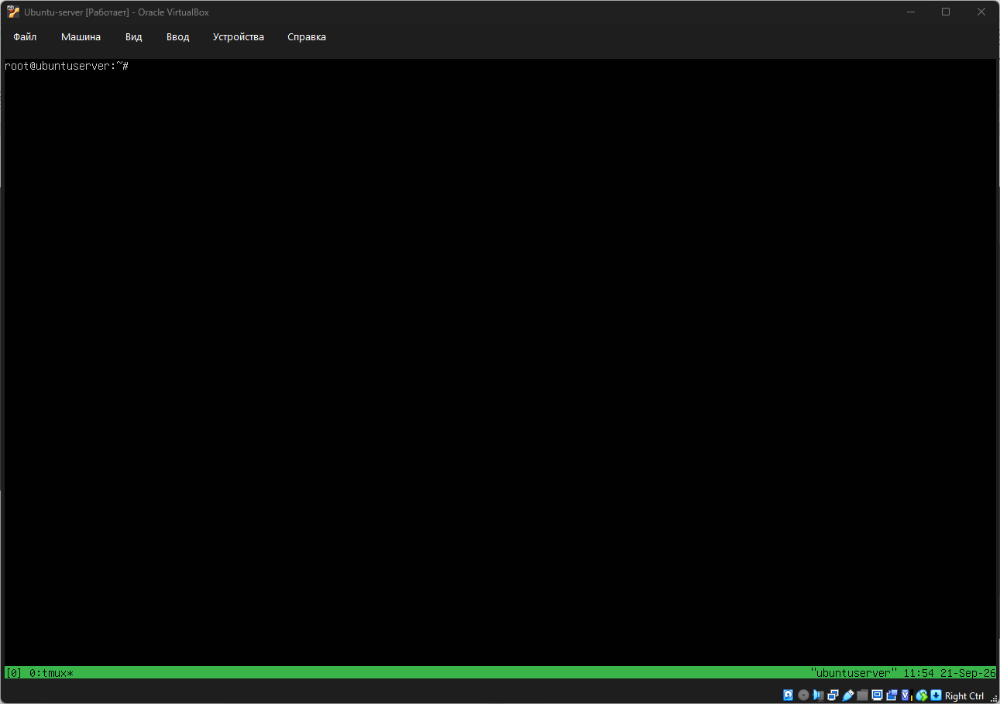 Ubuntu-server [Работает] - Oracle VirtualBox
Файл Машина Вид Ввод Устройства Справка
root@ubuntuserver:~#
[0] 0:tmux* "ubuntuserver" 11:54 21-Sep-26
Right Ctrl